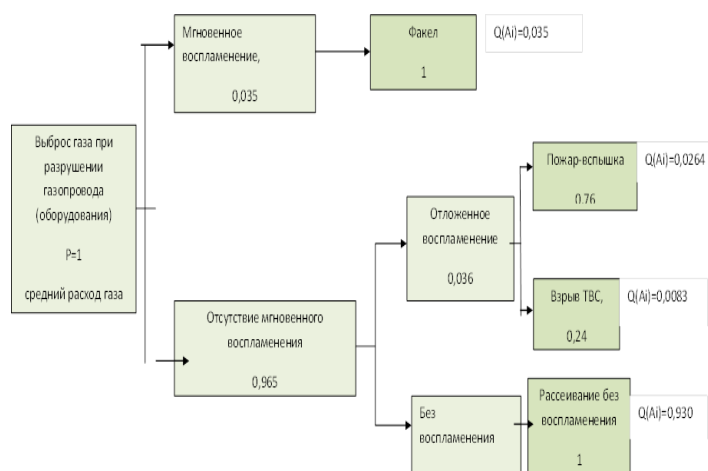 Мгновенное
воспламенение,
0,035
Факел
1
Q(Ai)=0,035
Выброс газа при
разрушении
газопровода
(оборудования)
P=1
средний расход газа
Отсутствие мгновенного
воспламенения
0,965
Отложенное
воспламенение
0,036
Пожар-вспышка
0,76
Q(Ai)=0,0264
Взрыв ТВС,
0,24
Q(Ai)=0,0083
Без
воспламенения
Рассеивание без
воспламенения
1
Q(Ai)=0,930